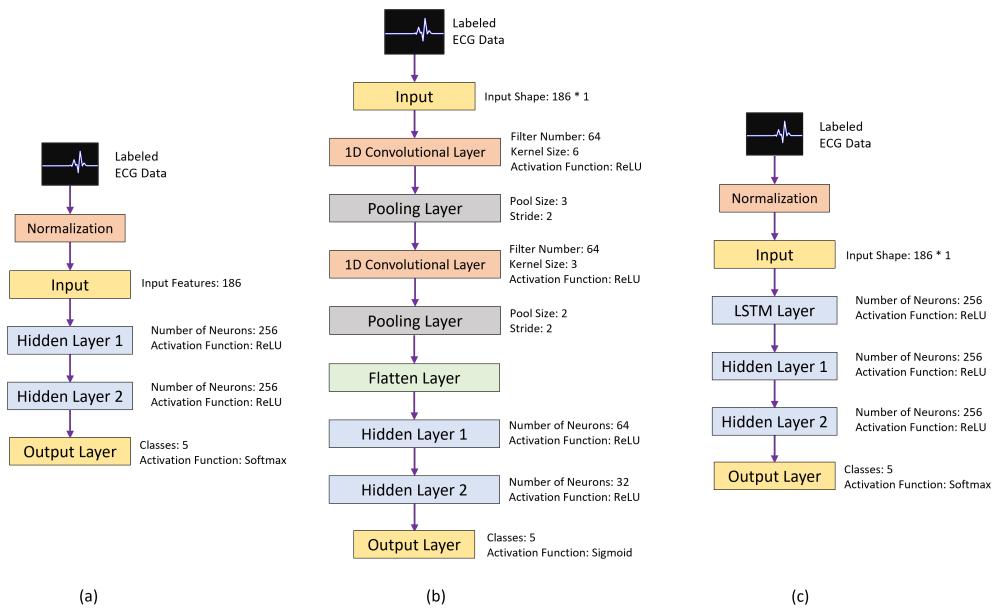 Labeled
ECG Data
Normalization
Input
Input Features: 186
Hidden Layer 1
Number of Neurons: 256
Activation Function: ReLU
Hidden Layer 2
Number of Neurons: 256
Activation Function: ReLU
Output Layer
Classes: 5
Activation Function: Softmax
(a)
Labeled
ECG Data
Input
Input Shape: 186 * 1
1D Convolutional Layer
Filter Number: 64
Kernel Size: 6
Activation Function: ReLU
Pooling Layer
Pool Size: 3
Stride: 2
1D Convolutional Layer
Filter Number: 64
Kernel Size: 3
Activation Function: ReLU
Pooling Layer
Pool Size: 2
Stride: 2
Flatten Layer
Hidden Layer 1
Number of Neurons: 64
Activation Function: ReLU
Hidden Layer 2
Number of Neurons: 32
Activation Function: ReLU
Output Layer
Classes: 5
Activation Function: Sigmoid
(b)
Labeled
ECG Data
Normalization
Input
Input Shape: 186 * 1
LSTM Layer
Number of Neurons: 256
Activation Function: ReLU
Hidden Layer 1
Number of Neurons: 256
Activation Function: ReLU
Hidden Layer 2
Number of Neurons: 256
Activation Function: ReLU
Output Layer
Classes: 5
Activation Function: Softmax
(c)